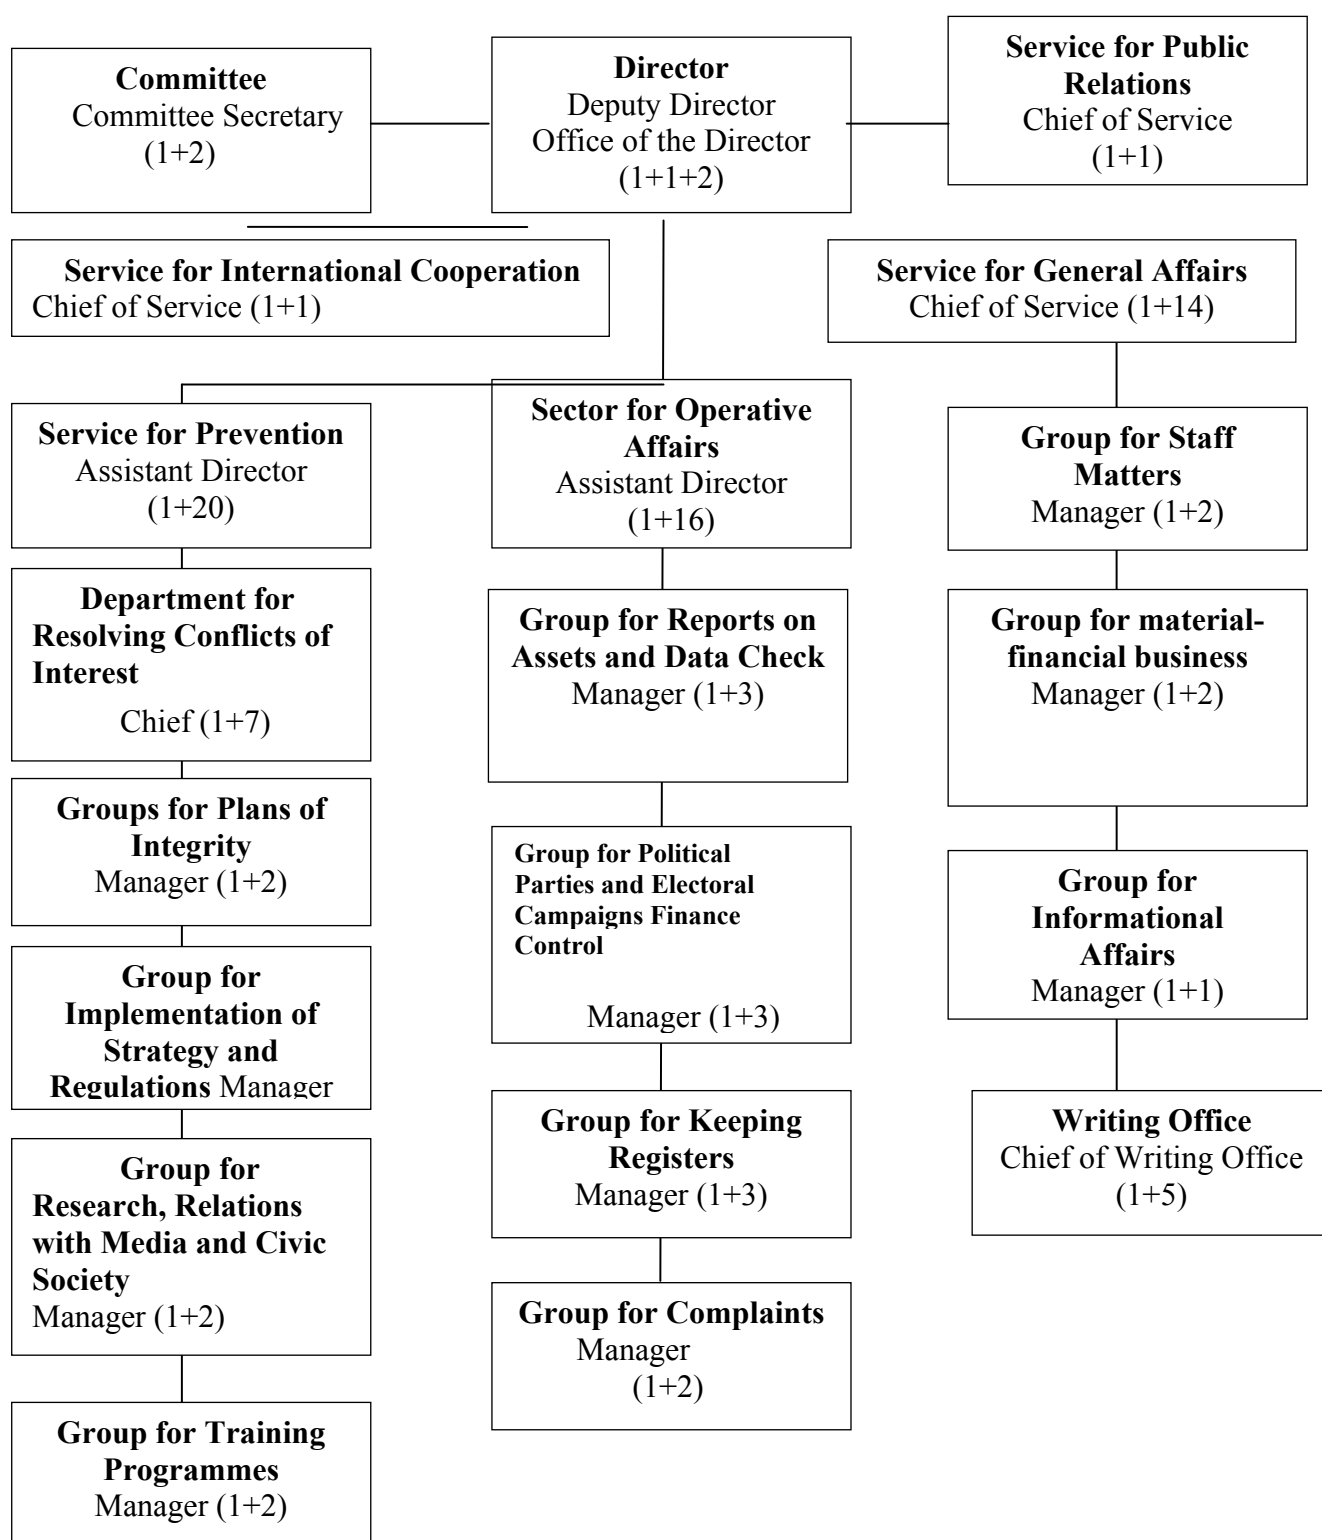 Committee
Committee Secretary
(1+2)
Director
Deputy Director
Office of the Director
(1+1+2)
Service for Public
Relations
Chief of Service
(1+1)
Service for International Cooperation
Chief of Service (1+1)
Service for General Affairs
Chief of Service (1+14)
Service for Prevention
Assistant Director
(1+20)
Sector for Operative
Affairs
Assistant Director
(1+16)
Group for Staff
Matters
Manager (1+2)
Department for
Resolving Conflicts of
Interest
Chief (1+7)
Group for Reports on
Assets and Data Check
Manager (1+3)
Group for material-
financial business
Manager (1+2)
Groups for Plans of
Integrity
Manager (1+2)
Group for Political
Parties and Electoral
Campaigns Finance
Control
Manager (1+3)
Group for
Informational
Affairs
Manager (1+1)
Group for
Implementation of
Strategy and
Regulations Manager
Group for Keeping
Registers
Manager (1+3)
Writing Office
Chief of Writing Office
(1+5)
Group for
Research, Relations
with Media and Civic
Society
Manager (1+2)
Group for Complaints
Manager
(1+2)
Group for Training
Programmes
Manager (1+2)